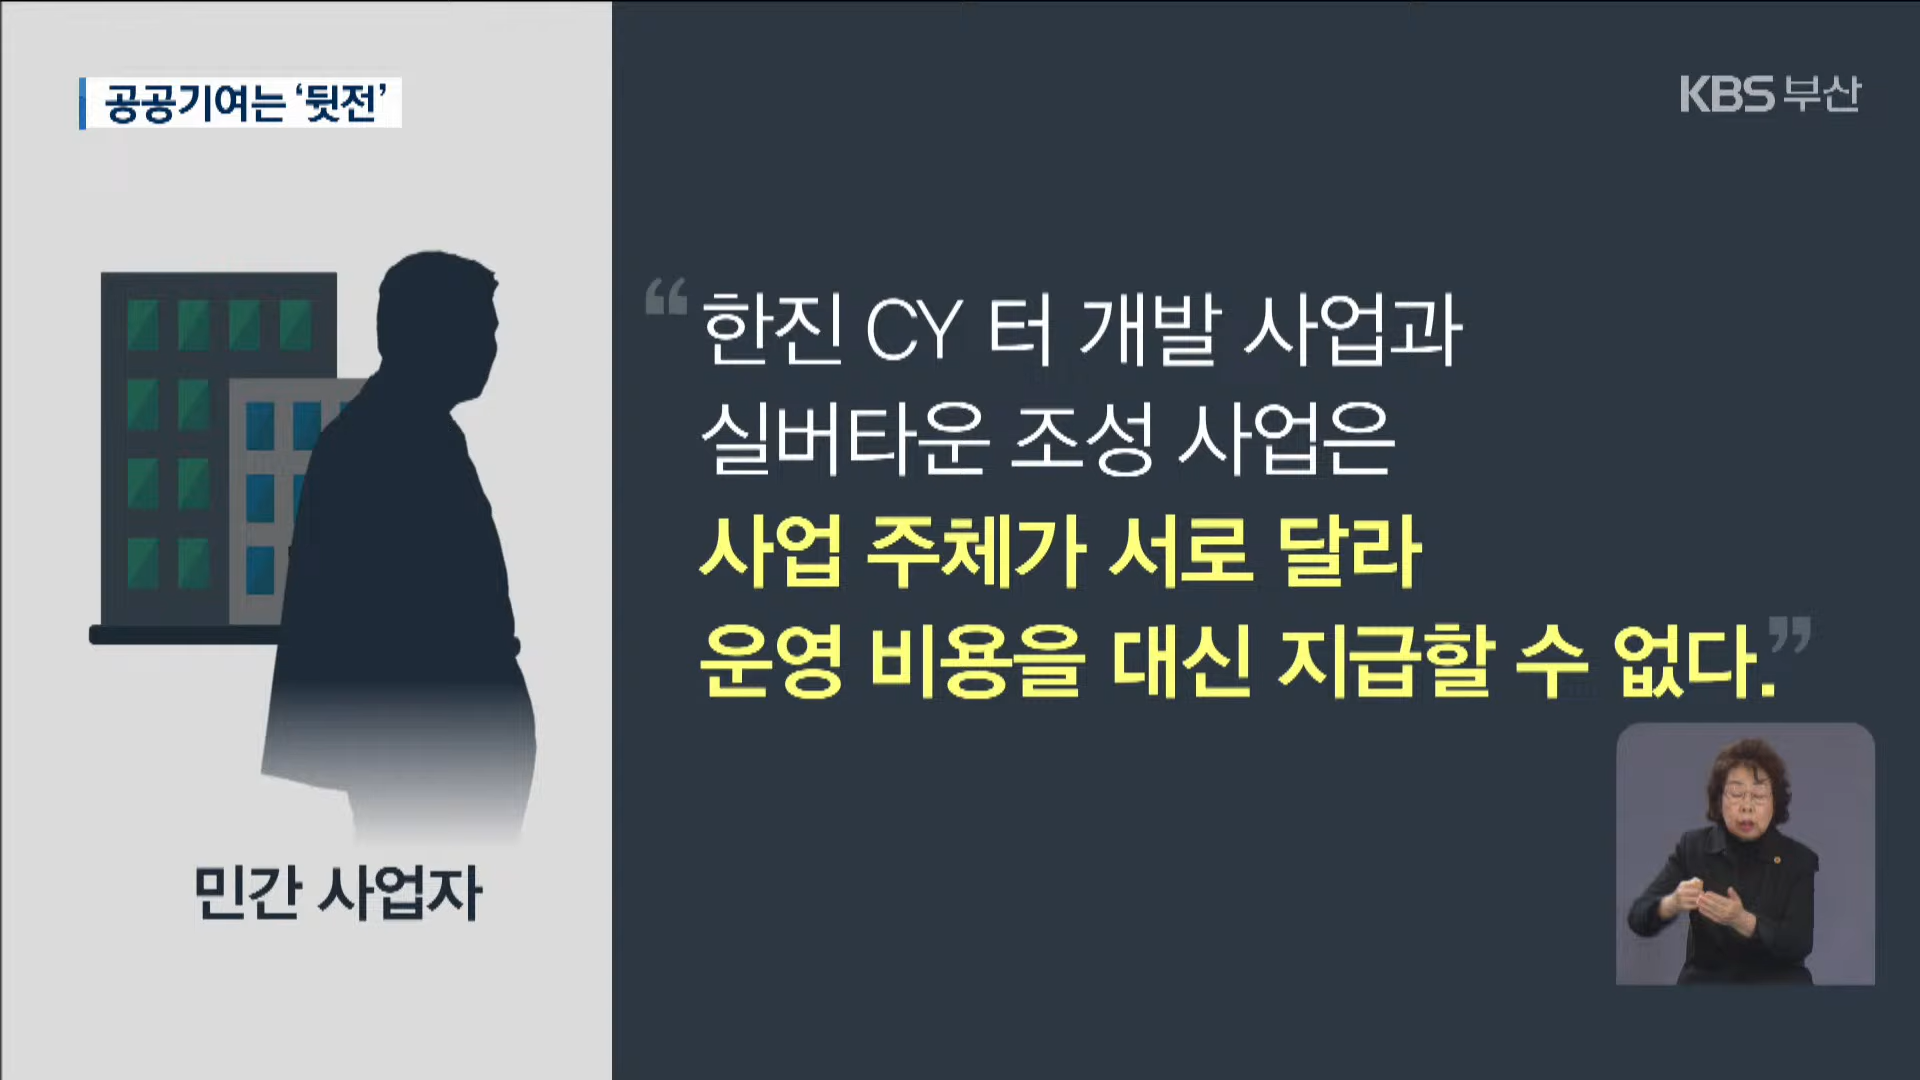 공공기여는 ‘뒷전’
KBS 부산
“한진 CY 터 개발 사업과
실버타운 조성 사업은
사업 주체가 서로 달라
운영 비용을 대신 지급할 수 없다.”
민간 사업자